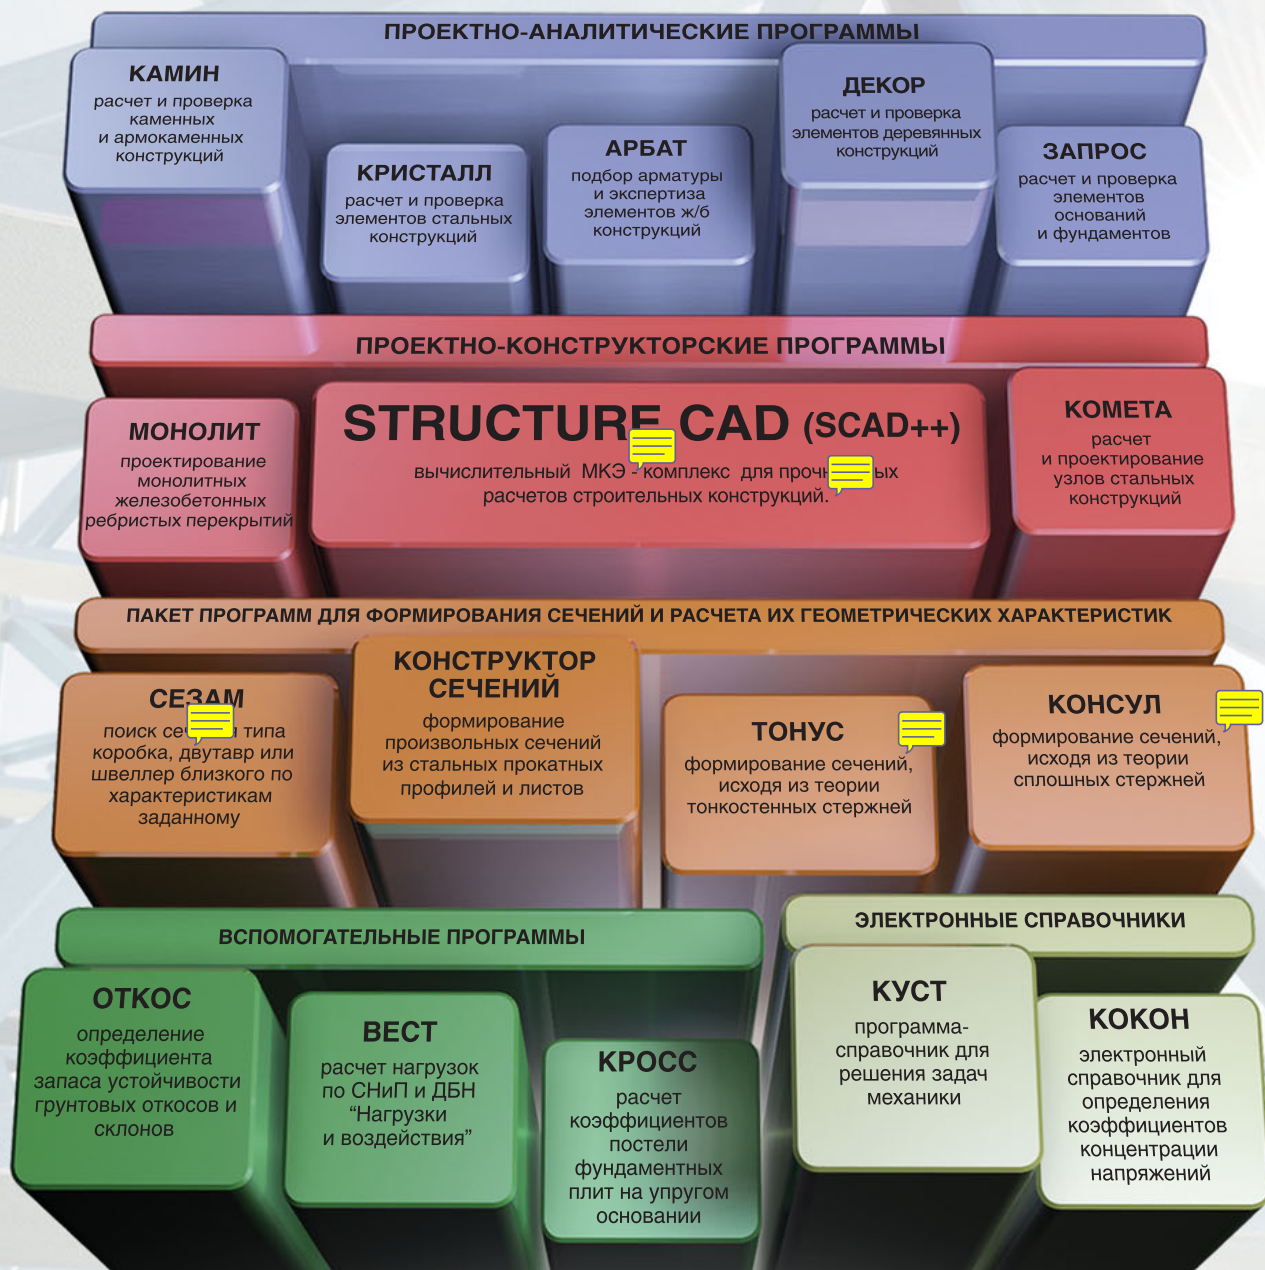 ПРОЕКТНО-АНАЛИТИЧЕСКИЕ ПРОГРАММЫ
КАМИН
расчет и проверка
каменных
и армокаменных
конструкций
КРИСТАЛЛ
расчет и проверка
элементов стальных
конструкций
АРБАТ
подбор арматуры
и экспертиза
элементов ж/б
конструкций
ДЕКОР
расчет и проверка
элементов деревянных
конструкций
ЗАПРОС
расчет и проверка
элементов
оснований
и фундаментов
ПРОЕКТНО-КОНСТРУКТОРСКИЕ ПРОГРАММЫ
МОНОЛИТ
проектирование
монолитных
железобетонных
ребристых перекрытий
STRUCTURE CAD (SCAD++)
вычислительный МКЭ - комплекс для
расчетов строительных конструкций.
КОМЕТА
расчет
и проектирование
узлов стальных
конструкций
ПАКЕТ ПРОГРАММ ДЛЯ ФОРМИРОВАНИЯ СЕЧЕНИЙ И РАСЧЕТА ИХ ГЕОМЕТРИЧЕСКИХ ХАРАКТЕРИСТИК
СЕЗАМ
поиск типа
коробка, двутавр или
швеллер близкого по
характеристикам
заданному
КОНСТРУКТОР
СЕЧЕНИЙ
формирование
произвольных сечений
из стальных прокатных
профилей и листов
ТОНУС
формирование сечений,
исходя из теории
тонкостенных стержней
КОНСУЛ
формирование сечений,
исходя из теории
сплошных стержней
ВСПОМОГАТЕЛЬНЫЕ ПРОГРАММЫ
ОТКОС
определение
коэффициента
запаса устойчивости
грунтовых откосов и
склонов
ВЕСТ
расчет нагрузок
по СНиП и ДБН
“Нагрузки
и воздействия”
КРОСС
расчет
коэффициентов
постели
фундаментных
плит на упругом
основании
ЭЛЕКТРОННЫЕ СПРАВОЧНИКИ
КУСТ
программа-
справочник для
решения задач
механики
КОКОН
электронный
справочник для
определения
коэффициентов
концентрации
напряжений